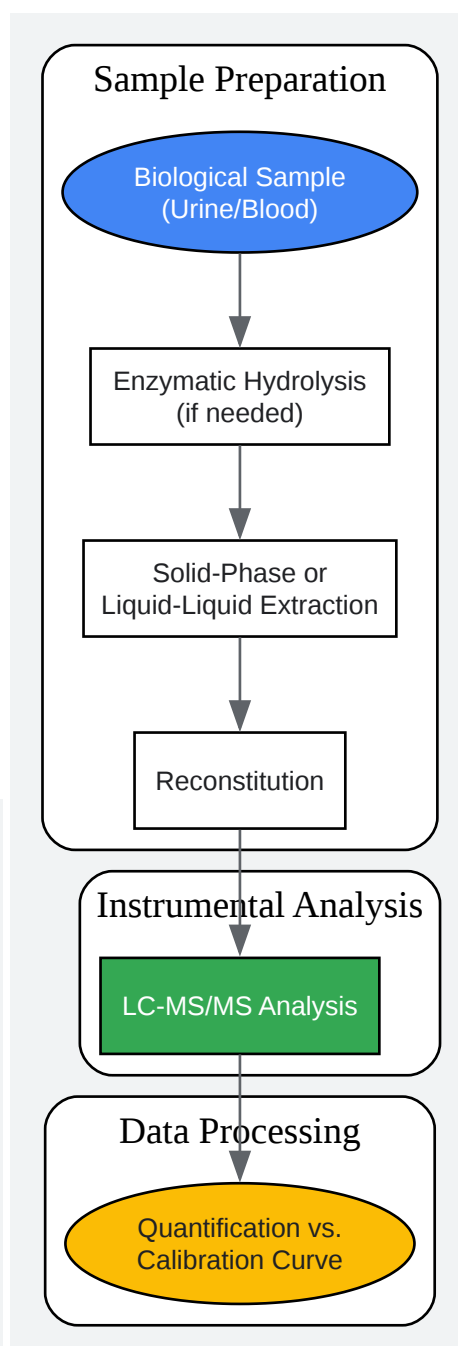 Sample Preparation
Biological Sample
(Urine/Blood)
Enzymatic Hydrolysis
(if needed)
Solid-Phase or
Liquid-Liquid Extraction
Reconstitution
Instrumental Analysis
LC-MS/MS Analysis
Data Processing
Quantification vs.
Calibration Curve